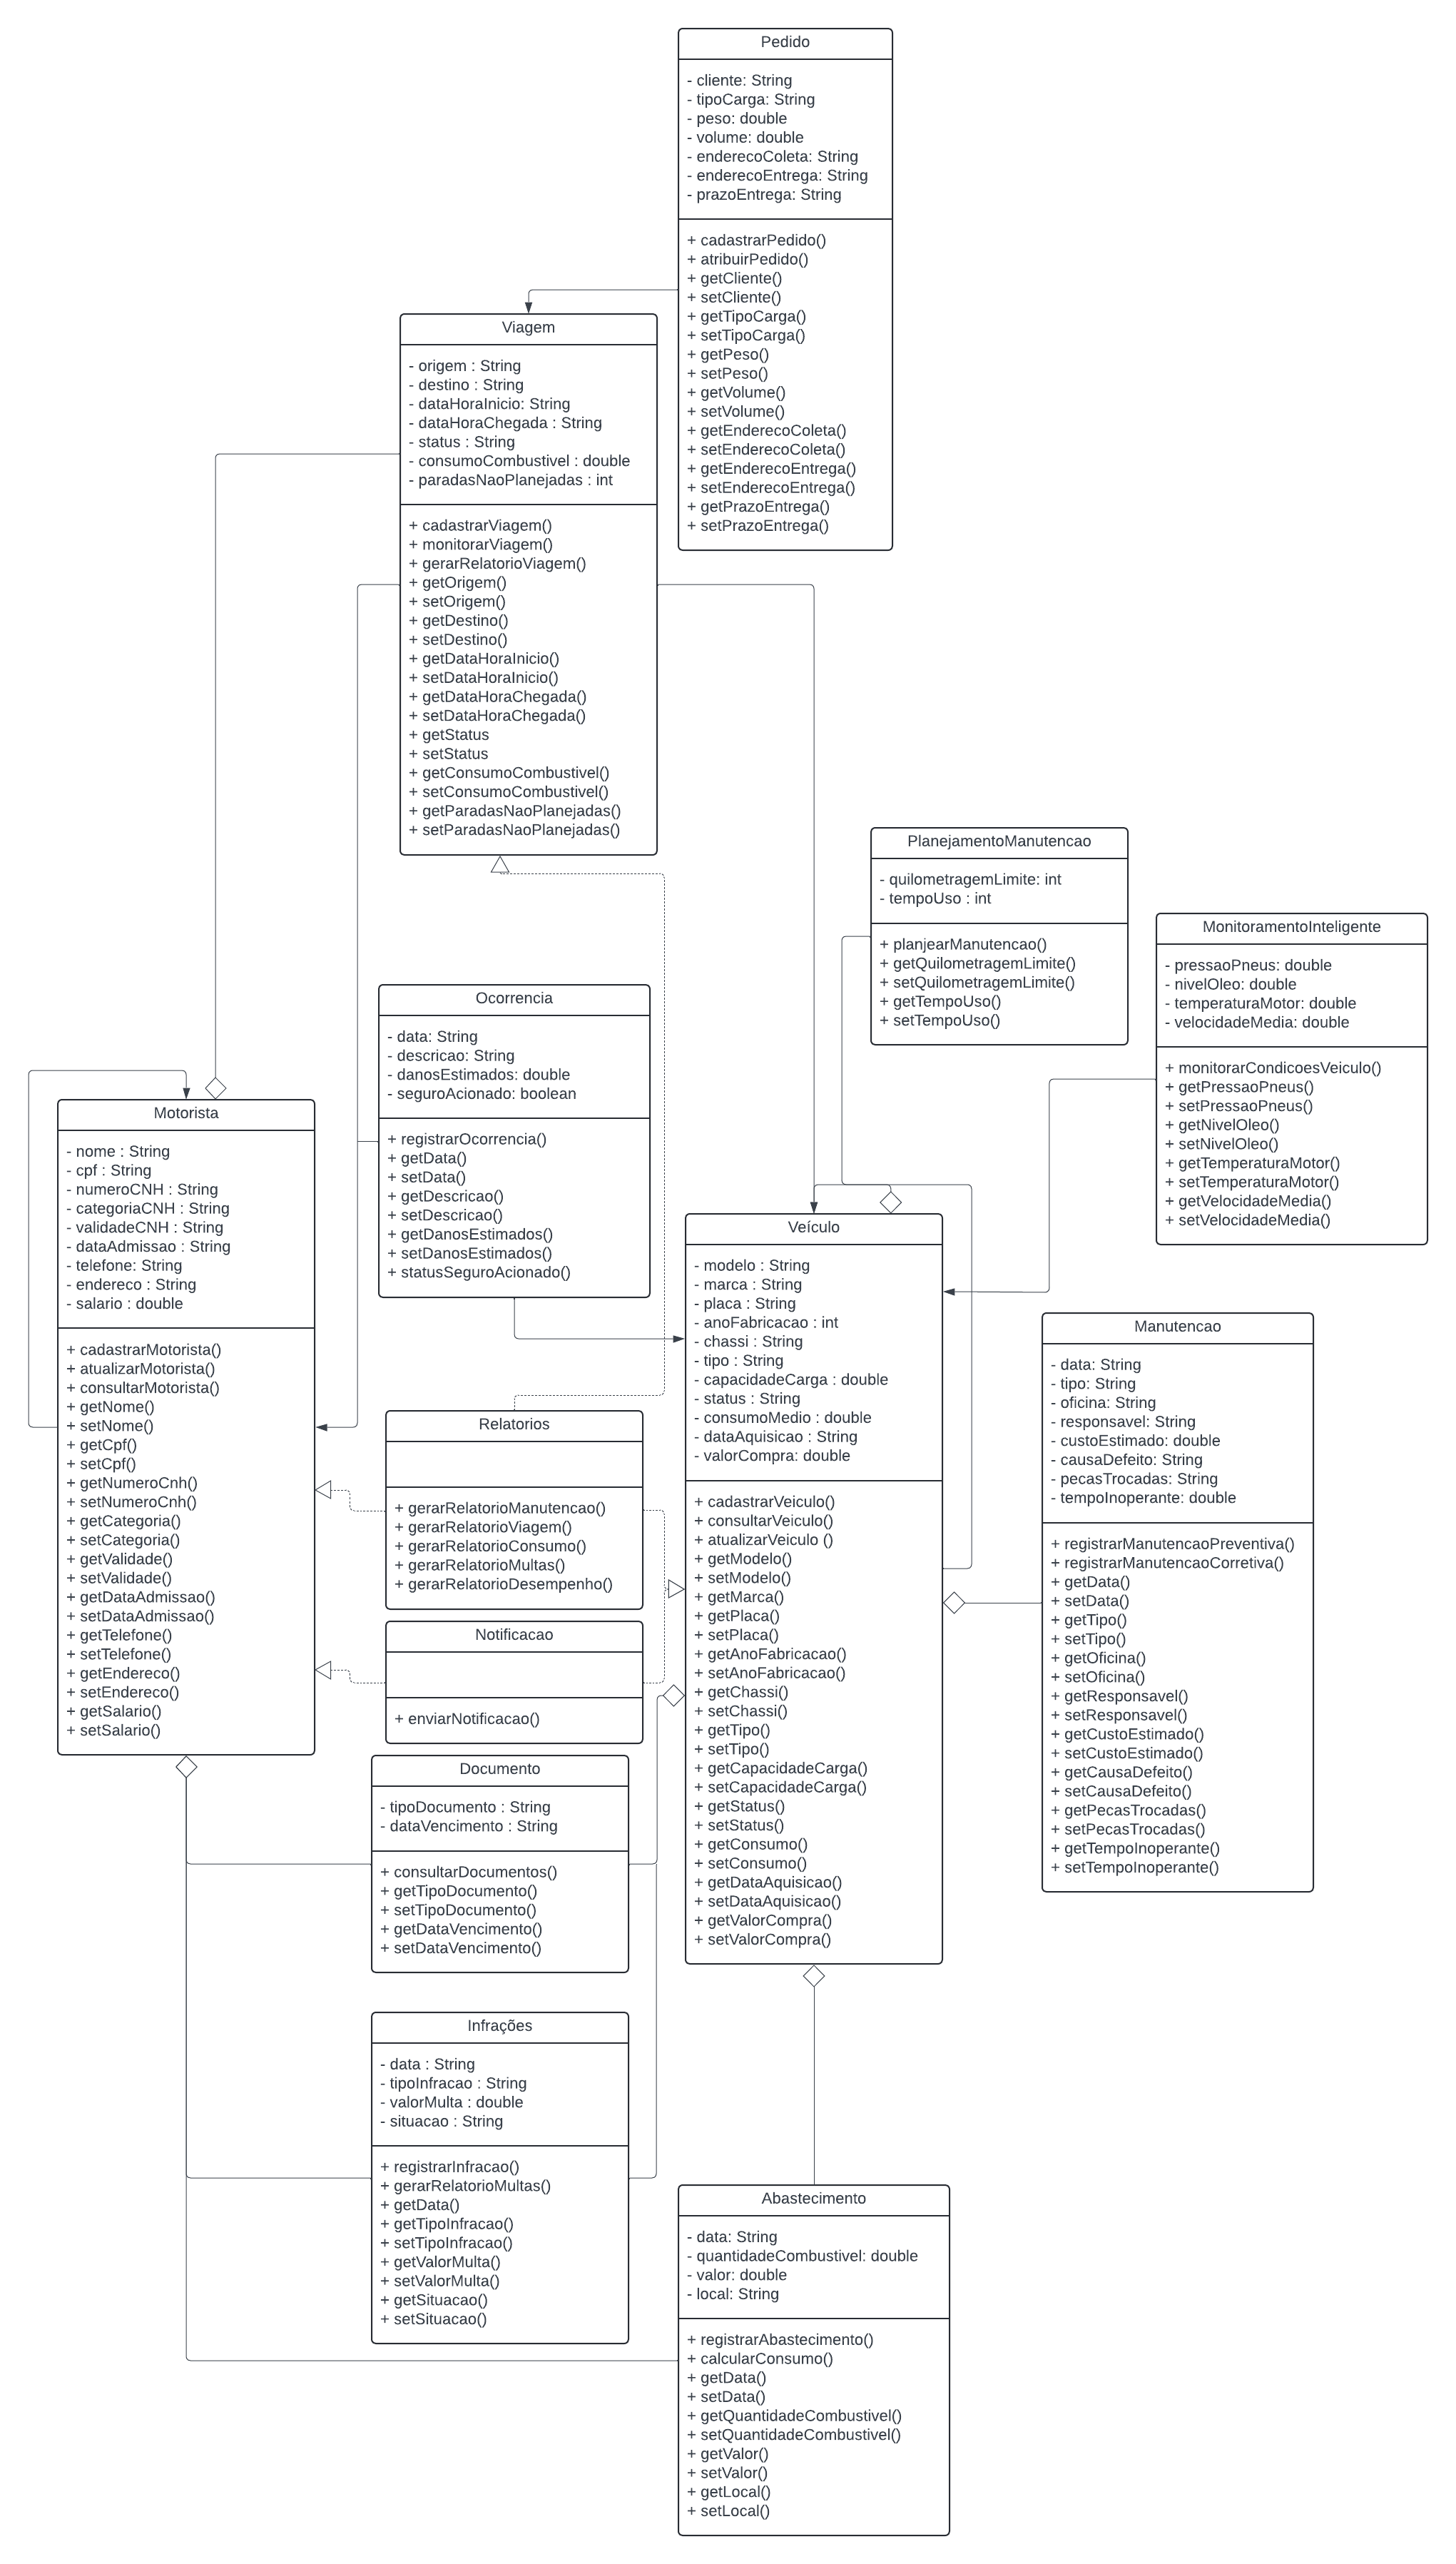 Pedido
- cliente: String
- tipoCarga: String
- peso: double
- volume: double
- enderecoColeta: String
- enderecoEntrega: String
- prazoEntrega: String
+ cadastrarPedido()
+ atribuirPedido()
+ getCliente()
+ setCliente()
+ getTipoCarga()
+ setTipoCarga()
+ getPeso()
+ setPeso()
+ getVolume()
+ setVolume()
+ getEnderecoColeta()
+ setEnderecoColeta()
+ getEnderecoEntrega()
+ setEnderecoEntrega()
+ getPrazoEntrega()
+ setPrazoEntrega()
Viagem
- origem : String
- destino : String
- dataHoraInicio: String
- dataHoraChegada : String
- status : String
- consumoCombustivel : double
- paradasNaoPlanejadas : int
+ cadastrarViagem()
+ monitorarViagem()
+ gerarRelatorioViagem()
+ getOrigem()
+ setOrigem()
+ getDestino()
+ setDestino()
+ getDataHoraInicio()
+ setDataHoraInicio()
+ getDataHoraChegada()
+ setDataHoraChegada()
+ getStatus
+ setStatus
+ getConsumoCombustivel()
+ setConsumoCombustivel()
+ getParadasNaoPlanejadas()
+ setParadasNaoPlanejadas()
PlanejamentoManutencao
- quilometragemLimite: int
- tempoUso : int
+ planjearManutencao()
+ getQuilometragemLimite()
+ setQuilometragemLimite()
+ getTempoUso()
+ setTempoUso()
MonitoramentoInteligente
- pressaoPneus: double
- nivelOleo: double
- temperaturaMotor: double
- velocidadeMedia: double
+ monitorarCondicoesVeiculo()
+ getPressaoPneus()
+ setPressaoPneus()
+ getNivelOleo()
+ setNivelOleo()
+ getTemperaturaMotor()
+ setTemperaturaMotor()
+ getVelocidadeMedia()
+ setVelocidadeMedia()
Ocorrencia
- data: String
- descricao: String
- danosEstimados: double
- seguroAcionado: boolean
+ registrarOcorrencia()
+ getData()
+ setData()
+ getDescricao()
+ setDescricao()
+ getDanosEstimados()
+ setDanosEstimados()
+ statusSeguroAcionado()
Motorista
- nome : String
- cpf : String
- numeroCNH : String
- categoriaCNH : String
- validadeCNH : String
- dataAdmissao : String
- telefone: String
- endereco : String
- salario : double
+ cadastrarMotorista()
+ atualizarMotorista()
+ consultarMotorista()
+ getNome()
+ setNome()
+ getCpf()
+ setCpf()
+ getNumeroCnh()
+ setNumeroCnh()
+ getCategoria()
+ setCategoria()
+ getValidade()
+ setValidade()
+ getDataAdmissao()
+ setDataAdmissao()
+ getTelefone()
+ setTelefone()
+ getEndereco()
+ setEndereco()
+ getSalario()
+ setSalario()
Veículo
- modelo : String
- marca : String
- placa : String
- anoFabricacao : int
- chassi : String
- tipo : String
- capacidadeCarga : double
- status : String
- consumoMedio : double
- dataAquisicao : String
- valorCompra: double
+ cadastrarVeiculo()
+ consultarVeiculo()
+ atualizarVeiculo ()
+ getModelo()
+ setModelo()
+ getMarca()
+ getPlaca()
+ setPlaca()
+ getAnoFabricacao()
+ setAnoFabricacao()
+ getChassi()
+ setChassi()
+ getTipo()
+ setTipo()
+ getCapacidadeCarga()
+ setCapacidadeCarga()
+ getStatus()
+ setStatus()
+ getConsumo()
+ setConsumo()
+ getDataAquisicao()
+ setDataAquisicao()
+ getValorCompra()
+ setValorCompra()
Manutencao
- data: String
- tipo: String
- oficina: String
- responsavel: String
- custoEstimado: double
- causaDefeito: String
- pecasTrocadas: String
- tempoInoperante: double
+ registrarManutencaoPreventiva()
+ registrarManutencaoCorretiva()
+ getData()
+ setData()
+ getTipo()
+ setTipo()
+ getOficina()
+ setOficina()
+ getResponsavel()
+ setResponsavel()
+ getCustoEstimado()
+ setCustoEstimado()
+ getCausaDefeito()
+ setCausaDefeito()
+ getPecasTrocadas()
+ setPecasTrocadas()
+ getTempoInoperante()
+ setTempoInoperante()
Relatorios
+ gerarRelatorioManutencao()
+ gerarRelatorioViagem()
+ gerarRelatorioConsumo()
+ gerarRelatorioMultas()
+ gerarRelatorioDesempenho()
Notificacao
+ enviarNotificacao()
Documento
- tipoDocumento : String
- dataVencimento : String
+ consultarDocumentos()
+ getTipoDocumento()
+ setTipoDocumento()
+ getDataVencimento()
+ setDataVencimento()
Infrações
- data : String
- tipoInfracao : String
- valorMulta : double
- situacao : String
+ registrarInfracao()
+ gerarRelatorioMultas()
+ getData()
+ getTipoInfracao()
+ setTipoInfracao()
+ getValorMulta()
+ setValorMulta()
+ getSituacao()
+ setSituacao()
Abastecimento
- data: String
- quantidadeCombustivel: double
- valor: double
- local: String
+ registrarAbastecimento()
+ calcularConsumo()
+ getData()
+ setData()
+ getQuantidadeCombustivel()
+ setQuantidadeCombustivel()
+ getValor()
+ setValor()
+ getLocal()
+ setLocal()